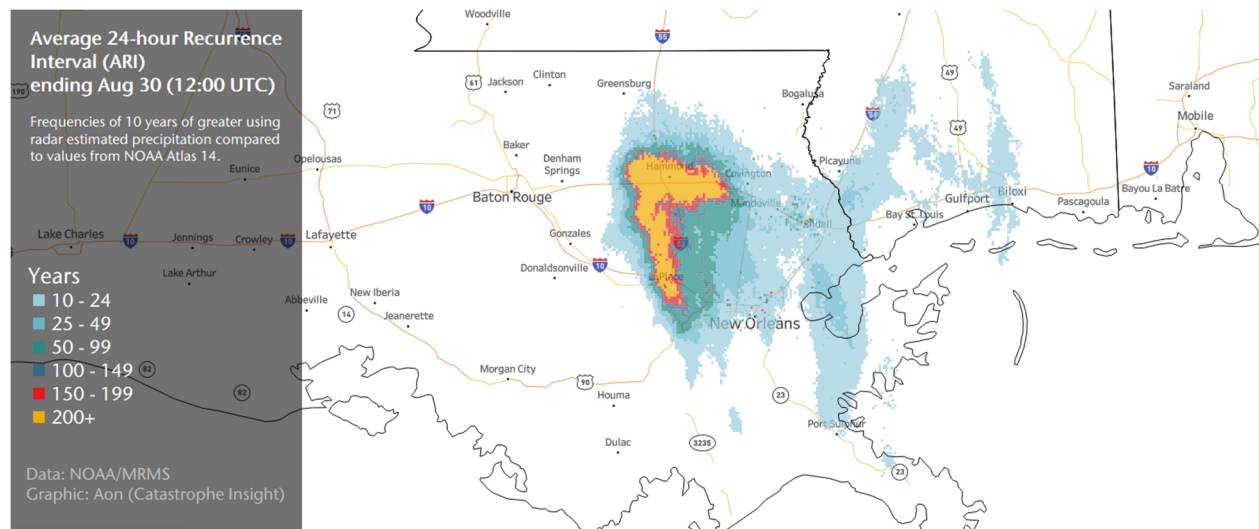 Average 24-hour Recurrence
Interval (ARI)
ending Aug 30 (12:00 UTC)
Frequencies of 10 years of greater using
radar estimated precipitation compared
to values from NOAA Atlas 14.
Years
10 - 24
25 - 49
50 - 99
100 - 149
150 - 199
200+
Data: NOAA/MRMS
Graphic: Aon (Catastrophe Insight)
Woodville
55
190
61
Jackson
Clinton
Greensburg
49
Bogalusa
Saraland
71
59
49
Mobile
Baker
Opelousas
Eunice
Denham
Springs
Hammond
Covington
Picayune
10
Baton Rouge
Mandeville
Biloxi
Bayou La Batre
Gulfport
Pascagoula
10
Bay St. Louis
Slidell
Lake Charles
10
Jennings
Crowley
10
Lafayette
Gonzales
10
Donaldsonville
LaPlace
Lake Arthur
Abbeville
New Iberia
14
Jeanerette
New Orleans
82
82
Morgan City
90
Houma
23
Port Sulphur
Dulac
3235
23